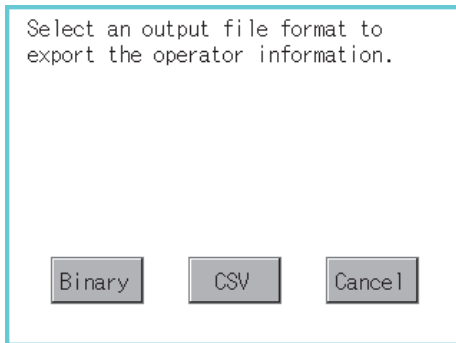 Select an output file format to
export the operator information.
Binary CSV Cancel